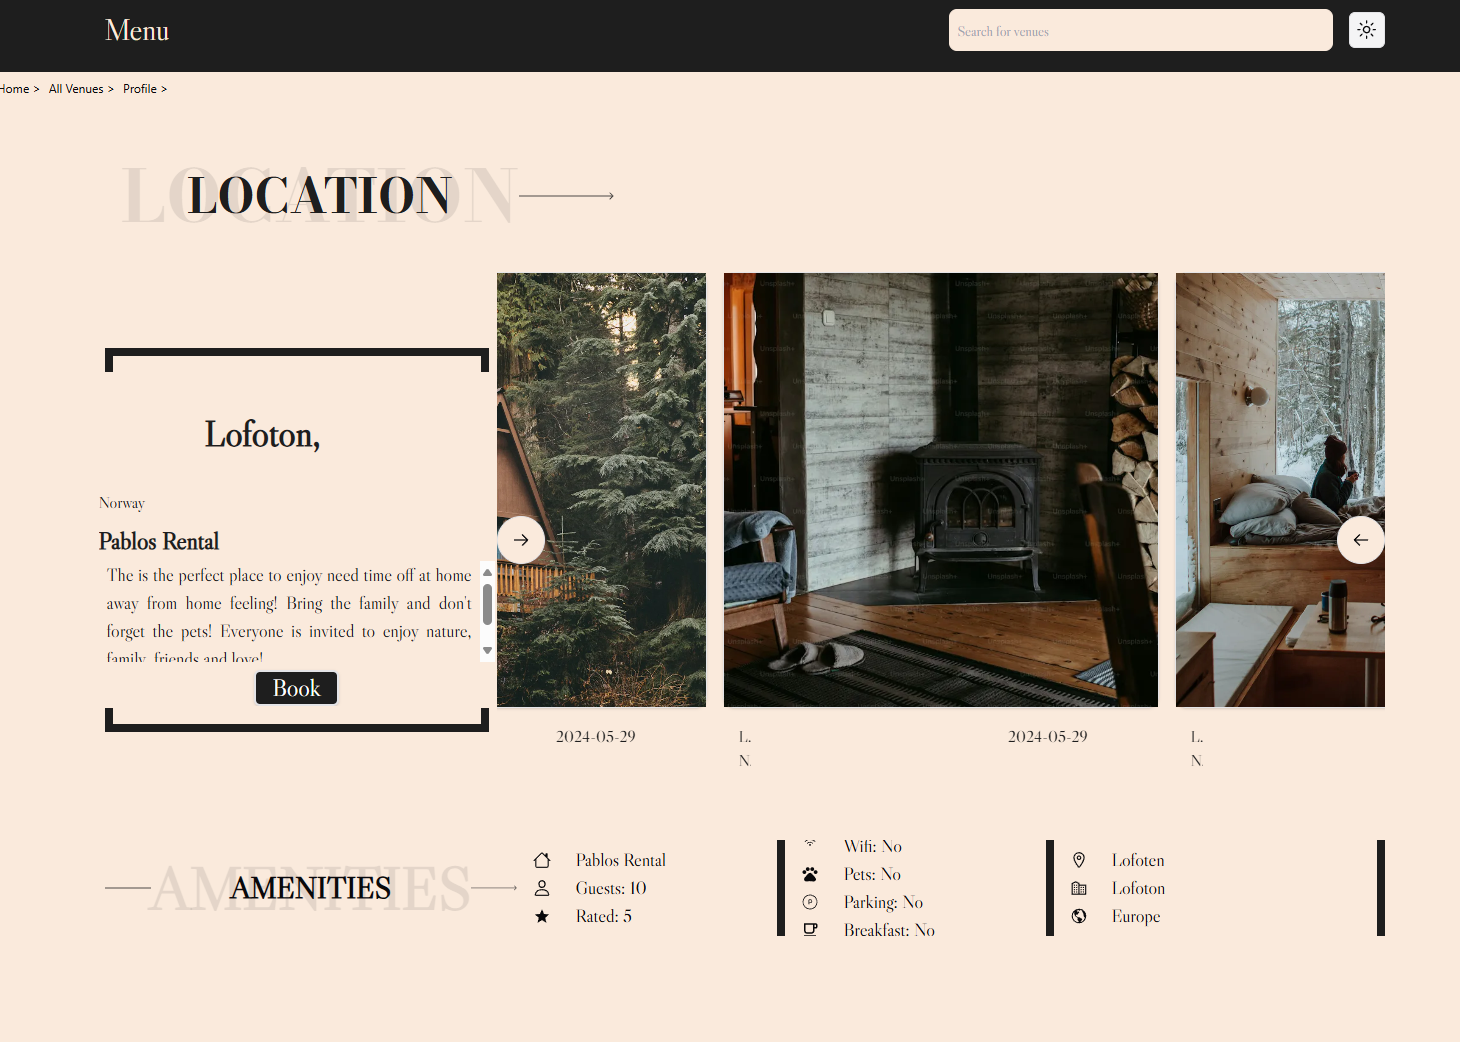 Menu
Search for venues
Home > All Venues > Profile >
LOCATION
LOCATION
Lofoton,
Norway
Pablos Rental
The is the perfect place to enjoy need time off at home
away from home feeling! Bring the family and don't
forget the pets! Everyone is invited to enjoy nature,
family, friends and love!
Book
2024-05-29
L.
N.
2024-05-29
L.
N.
AMENITIES
AMENITIES
Pablos Rental
Guests: 10
Rated: 5
Wifi: No
Pets: No
Parking: No
Breakfast: No
Lofoten
Lofoton
Europe
Unsplash+